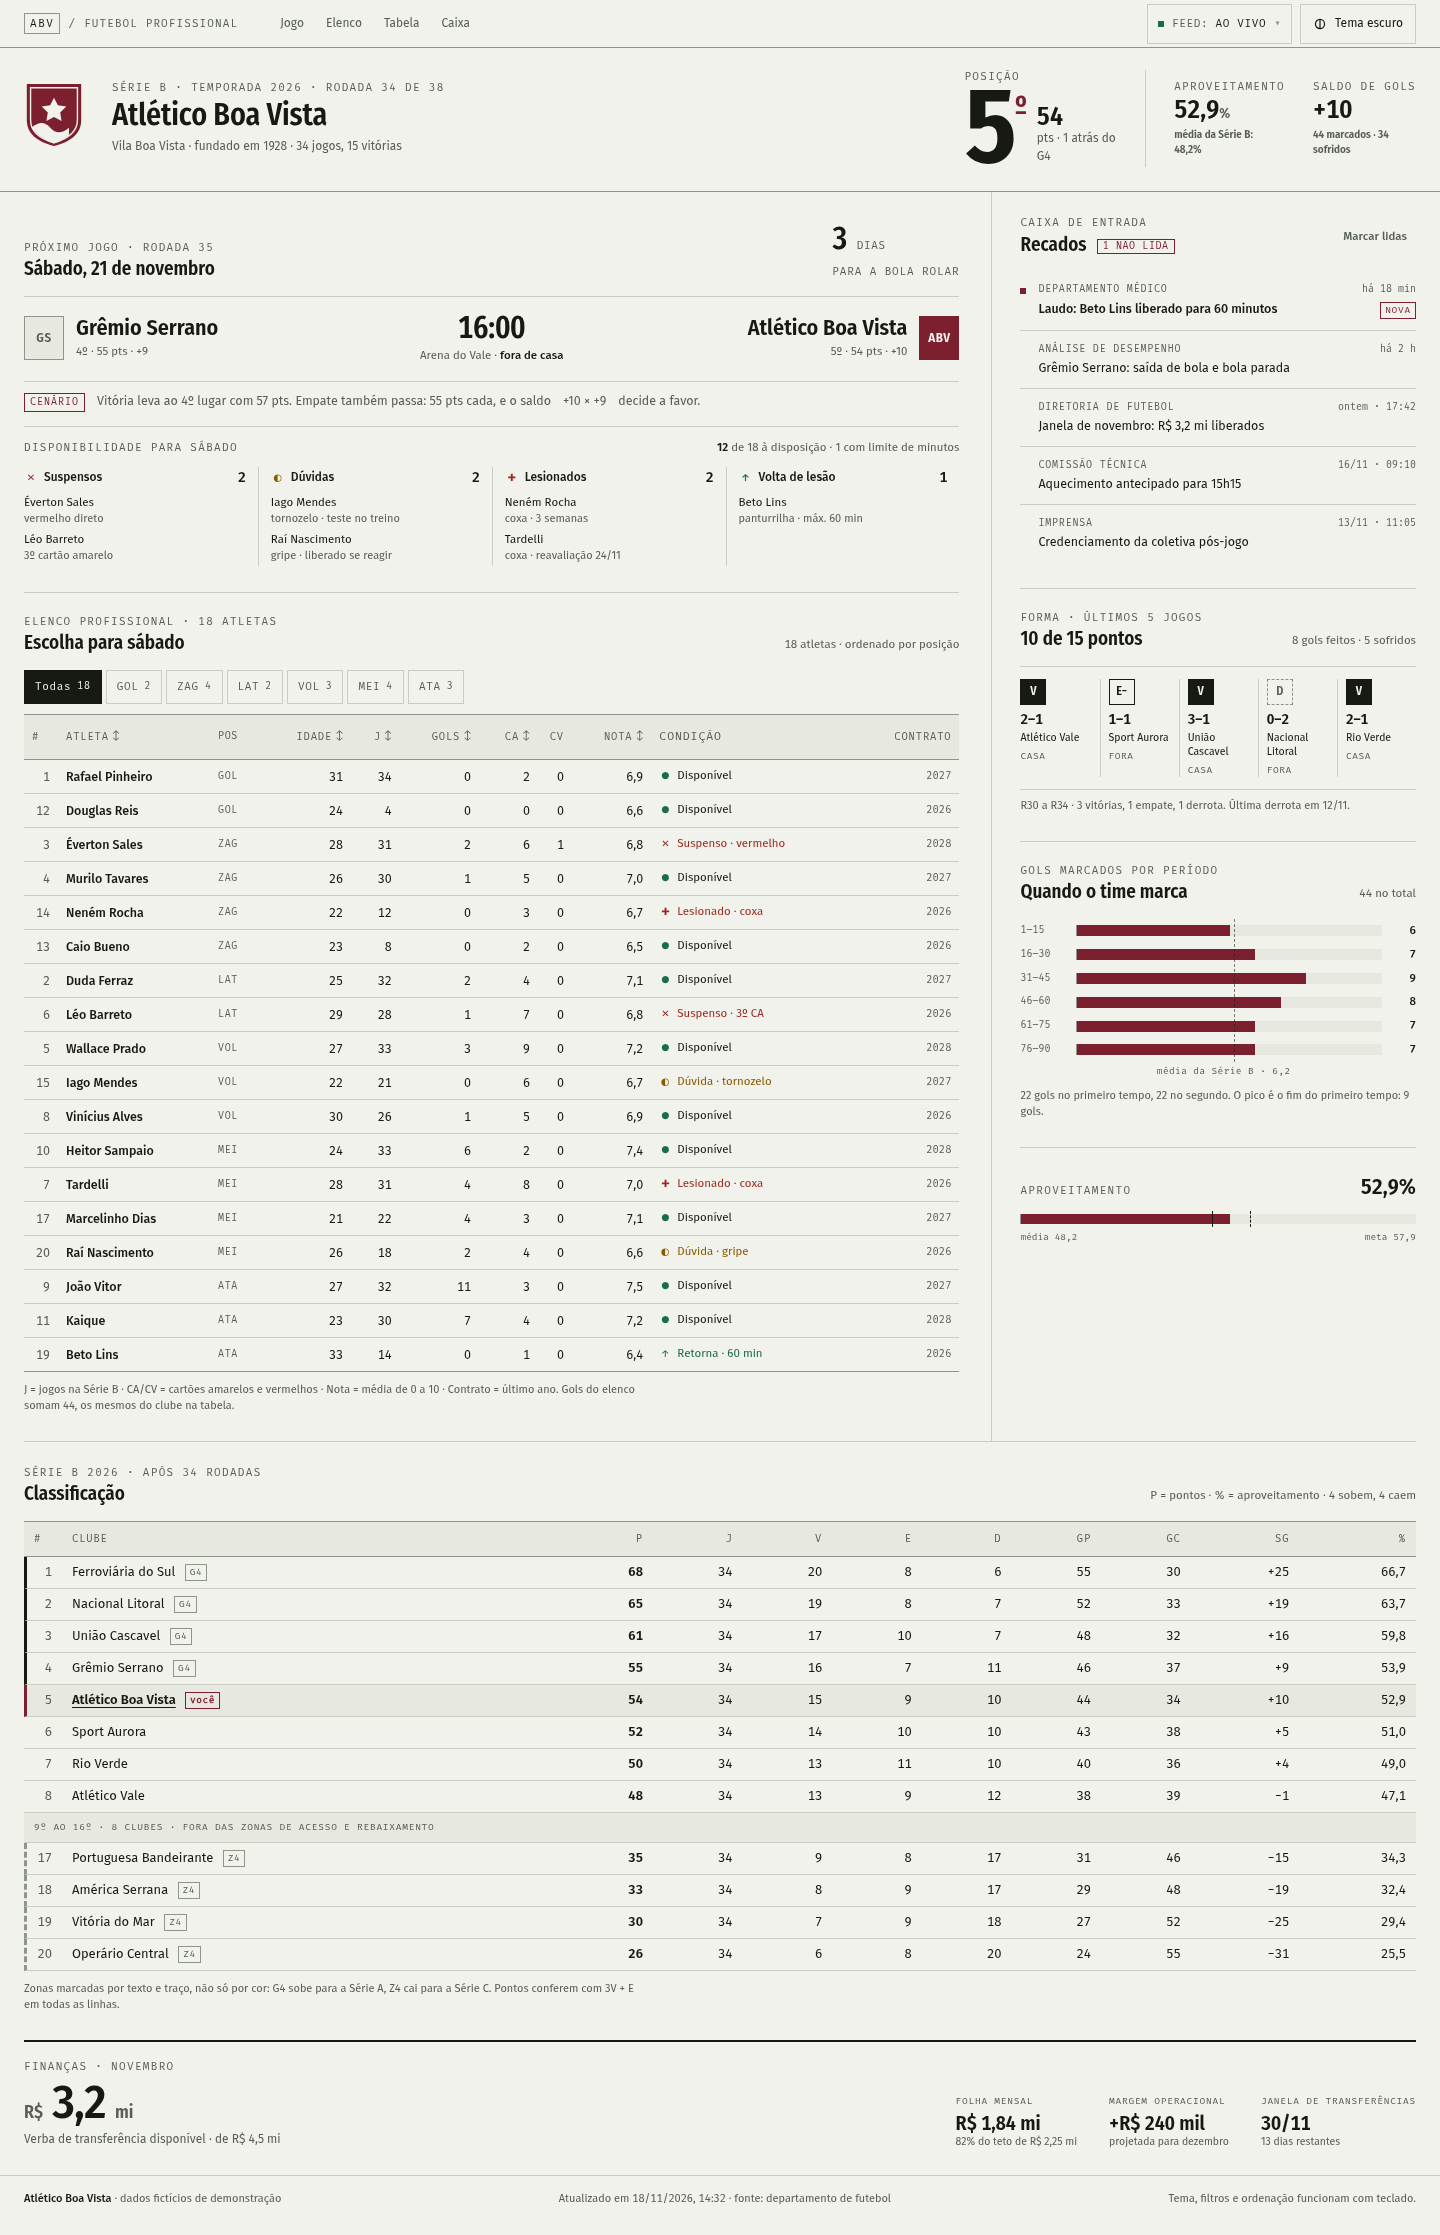 ABV / FUTEBOL PROFISSIONAL Jogo Elenco Tabela Caixa FEED: AO VIVO ▾ Tema escuro
SÉRIE B · TEMPORADA 2026 · RODADA 34 DE 38
Atlético Boa Vista
Vila Boa Vista · fundado em 1928 · 34 jogos, 15 vitórias
POSIÇÃO
5º 54
pts · 1 atrás do
G4
APROVEITAMENTO
52,9%
média da Série B:
48,2%
SALDO DE GOLS
+10
44 marcados · 34
sofridos
PRÓXIMO JOGO · RODADA 35
Sábado, 21 de novembro
3 DIAS
PARA A BOLA ROLAR
GS Grêmio Serrano
4º · 55 pts · +9
16:00
Arena do Vale · fora de casa
Atlético Boa Vista ABV
5º · 54 pts · +10
CENÁRIO Vitória leva ao 4º lugar com 57 pts. Empate também passa: 55 pts cada, e o saldo +10 × +9 decide a favor.
DISPONIBILIDADE PARA SÁBADO 12 de 18 à disposição · 1 com limite de minutos
✕ Suspensos 2
Éverton Sales
vermelho direto
Léo Barreto
3º cartão amarelo
◐ Dúvidas 2
Iago Mendes
tornozelo · teste no treino
Raí Nascimento
gripe · liberado se reagir
✚ Lesionados 2
Neném Rocha
coxa · 3 semanas
Tardelli
coxa · reavaliação 24/11
↑ Volta de lesão 1
Beto Lins
panturrilha · máx. 60 min
ELENCO PROFISSIONAL · 18 ATLETAS
Escolha para sábado 18 atletas · ordenado por posição
Todas 18 GOL 2 ZAG 4 LAT 2 VOL 3 MEI 4 ATA 3
# ATLETA ↕ POS IDADE ↕ J ↕ GOLS ↕ CA ↕ CV NOTA ↕ CONDIÇÃO CONTRATO
1 Rafael Pinheiro GOL 31 34 0 2 0 6,9 ● Disponível 2027
12 Douglas Reis GOL 24 4 0 0 0 6,6 ● Disponível 2026
3 Éverton Sales ZAG 28 31 2 6 1 6,8 ✕ Suspenso · vermelho 2028
4 Murilo Tavares ZAG 26 30 1 5 0 7,0 ● Disponível 2027
14 Neném Rocha ZAG 22 12 0 3 0 6,7 ✚ Lesionado · coxa 2026
13 Caio Bueno ZAG 23 8 0 2 0 6,5 ● Disponível 2026
2 Duda Ferraz LAT 25 32 2 4 0 7,1 ● Disponível 2027
6 Léo Barreto LAT 29 28 1 7 0 6,8 ✕ Suspenso · 3º CA 2026
5 Wallace Prado VOL 27 33 3 9 0 7,2 ● Disponível 2028
15 Iago Mendes VOL 22 21 0 6 0 6,7 ◐ Dúvida · tornozelo 2027
8 Vinícius Alves VOL 30 26 1 5 0 6,9 ● Disponível 2026
10 Heitor Sampaio MEI 24 33 6 2 0 7,4 ● Disponível 2028
7 Tardelli MEI 28 31 4 8 0 7,0 ✚ Lesionado · coxa 2026
17 Marcelinho Dias MEI 21 22 4 3 0 7,1 ● Disponível 2027
20 Raí Nascimento MEI 26 18 2 4 0 6,6 ◐ Dúvida · gripe 2026
9 João Vitor ATA 27 32 11 3 0 7,5 ● Disponível 2027
11 Kaique ATA 23 30 7 4 0 7,2 ● Disponível 2028
19 Beto Lins ATA 33 14 0 1 0 6,4 ↑ Retorna · 60 min 2026
J = jogos na Série B · CA/CV = cartões amarelos e vermelhos · Nota = média de 0 a 10 · Contrato = último ano. Gols do elenco
somam 44, os mesmos do clube na tabela.
CAIXA DE ENTRADA
Recados 1 NÃO LIDA Marcar lidas
DEPARTAMENTO MÉDICO há 18 min
Laudo: Beto Lins liberado para 60 minutos NOVA
ANÁLISE DE DESEMPENHO há 2 h
Grêmio Serrano: saída de bola e bola parada
DIRETORIA DE FUTEBOL ontem · 17:42
Janela de novembro: R$ 3,2 mi liberados
COMISSÃO TÉCNICA 16/11 · 09:10
Aquecimento antecipado para 15h15
IMPRENSA 13/11 · 11:05
Credenciamento da coletiva pós-jogo
FORMA · ÚLTIMOS 5 JOGOS
10 de 15 pontos 8 gols feitos · 5 sofridos
V
2–1
Atlético Vale
CASA
E-
1–1
Sport Aurora
FORA
V
3–1
União
Cascavel
CASA
D
0–2
Nacional
Litoral
FORA
V
2–1
Rio Verde
CASA
R30 a R34 · 3 vitórias, 1 empate, 1 derrota. Última derrota em 12/11.
GOLS MARCADOS POR PERÍODO
Quando o time marca 44 no total
1–15 6
16–30 7
31–45 9
46–60 8
61–75 7
76–90 7
média da Série B · 6,2
22 gols no primeiro tempo, 22 no segundo. O pico é o fim do primeiro tempo: 9
gols.
APROVEITAMENTO 52,9%
média 48,2 meta 57,9
SÉRIE B 2026 · APÓS 34 RODADAS
Classificação P = pontos · % = aproveitamento · 4 sobem, 4 caem
# CLUBE P J V E D GP GC SG %
1 Ferroviária do Sul G4 68 34 20 8 6 55 30 +25 66,7
2 Nacional Litoral G4 65 34 19 8 7 52 33 +19 63,7
3 União Cascavel G4 61 34 17 10 7 48 32 +16 59,8
4 Grêmio Serrano G4 55 34 16 7 11 46 37 +9 53,9
5 Atlético Boa Vista você 54 34 15 9 10 44 34 +10 52,9
6 Sport Aurora 52 34 14 10 10 43 38 +5 51,0
7 Rio Verde 50 34 13 11 10 40 36 +4 49,0
8 Atlético Vale 48 34 13 9 12 38 39 −1 47,1
9º AO 16º · 8 CLUBES · FORA DAS ZONAS DE ACESSO E REBAIXAMENTO
17 Portuguesa Bandeirante Z4 35 34 9 8 17 31 46 −15 34,3
18 América Serrana Z4 33 34 8 9 17 29 48 −19 32,4
19 Vitória do Mar Z4 30 34 7 9 18 27 52 −25 29,4
20 Operário Central Z4 26 34 6 8 20 24 55 −31 25,5
Zonas marcadas por texto e traço, não só por cor: G4 sobe para a Série A, Z4 cai para a Série C. Pontos conferem com 3V + E
em todas as linhas.
FINANÇAS · NOVEMBRO
R$ 3,2 mi
Verba de transferência disponível · de R$ 4,5 mi
FOLHA MENSAL
R$ 1,84 mi
82% do teto de R$ 2,25 mi
MARGEM OPERACIONAL
+R$ 240 mil
projetada para dezembro
JANELA DE TRANSFERÊNCIAS
30/11
13 dias restantes
Atlético Boa Vista · dados fictícios de demonstração Atualizado em 18/11/2026, 14:32 · fonte: departamento de futebol Tema, filtros e ordenação funcionam com teclado.